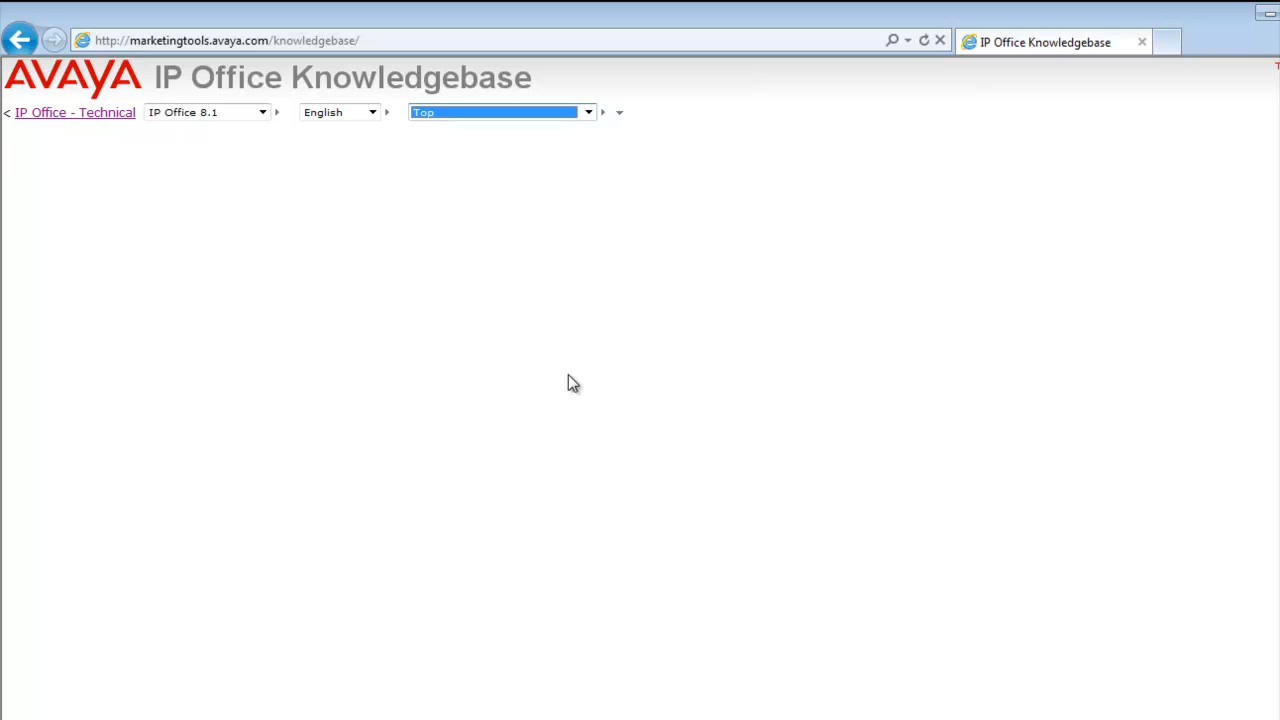 http://marketingtools.avaya.com/knowledgebase/
IP Office Knowledgebase
AVAYA IP Office Knowledgebase
< IP Office - Technical IP Office 8.1 English Top